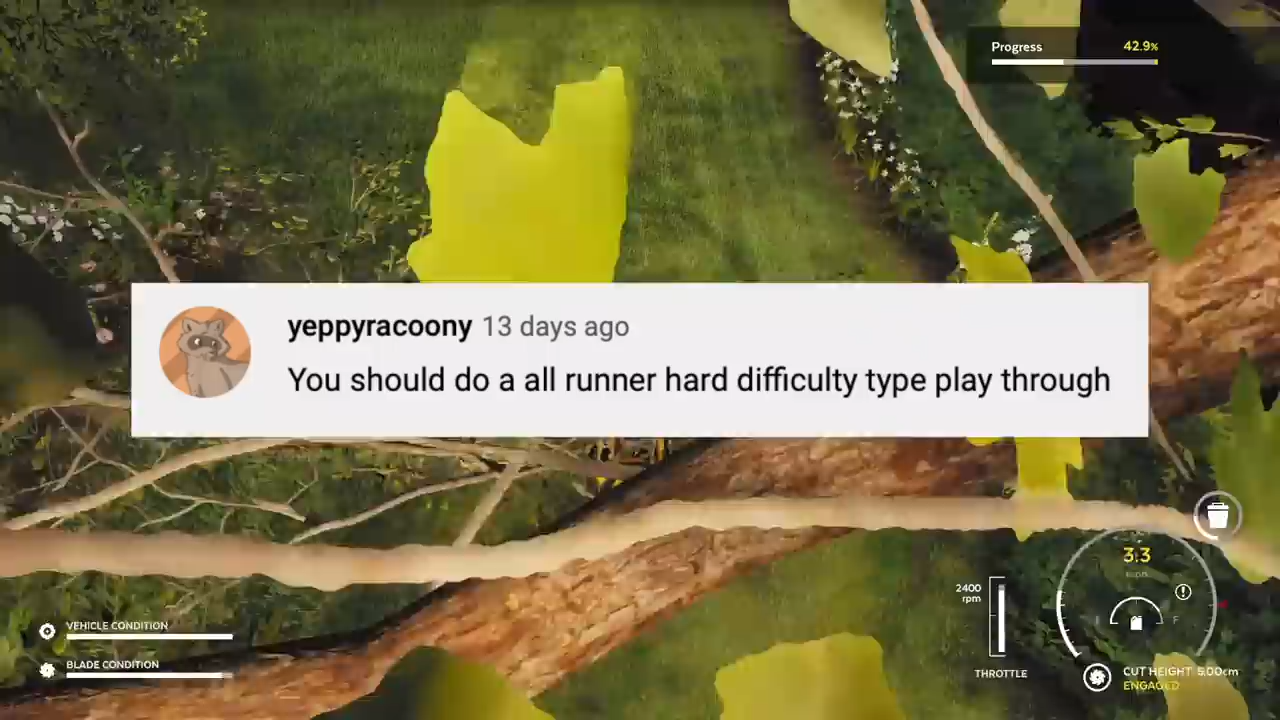 Progress 42.9%
yeppyracoony 13 days ago
You should do a all runner hard difficulty type play through
3.3
2400
rpm
F
VEHICLE CONDITION
BLADE CONDITION
THROTTLE
CUT HEIGHT 5.00cm
ENGAGED